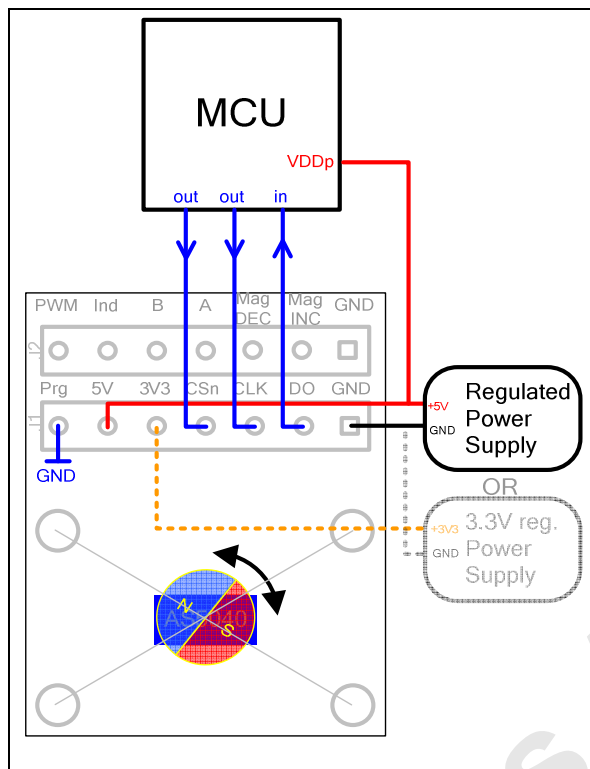 MCU
VDDp
out out in
PWM Ind B A Mag DEC Mag INC GND
J2
Prg 5V 3V3 CSn CLK DO GND
J1
GND
+5V
GND
Regulated
Power
Supply
OR
+3V3
GND
3.3V reg.
Power
Supply
N
S
AS5040